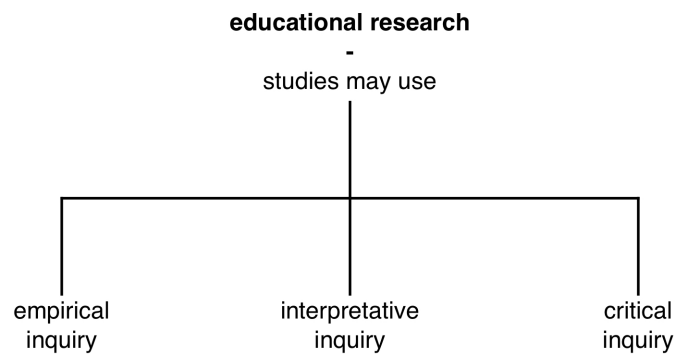 educational research
-
studies may use
empirical
inquiry
interpretative
inquiry
critical
inquiry